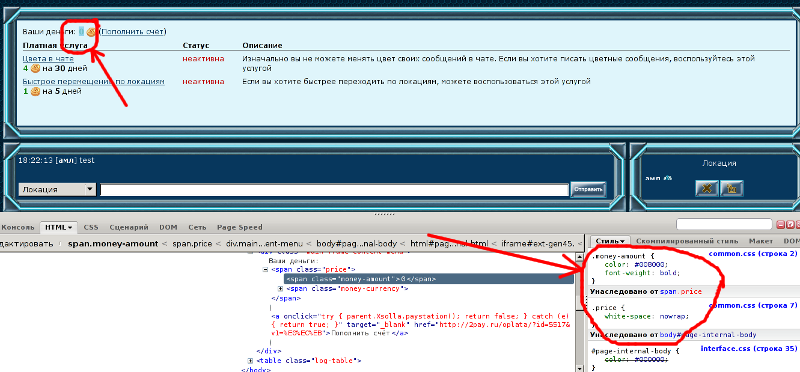 Ваши деньги: 0 (Пополнить счёт)
Платная услуга Статус Описание
Цвета в чате неактивна Изначально вы не можете менять цвет своих сообщений в чате. Если вы хотите писать цветные сообщения, воспользуйтесь этой
услугой
4 на 30 дней
Быстрое перемещение по локациям неактивна Если вы хотите быстрее переходить по локациям, можете воспользоваться этой услугой
1 на 5 дней
18:22:13 [амл] test
Локация
Локация Отправить
Консоль HTML CSS Сценарий DOM Сеть Page Speed
дактировать span.money-amount < span.price < div.main...ent-menu < body#pag...nal-body < html#pag...nal.html < iframe#ext-gen45.
Стиль Скомпилированный стиль Макет DOM
Ваши деньги:
<span class="price">
<span class="money-amount">0</span>
<span class="money-currency">
</span>
|
<a onclick="try { parent.Xsolla.paystation(); return false; } catch (e)
{ return true; }" target="_blank" href="http://2pay.ru/oplata/?id=5517&
v1=%EC%EC%EB">Пополнить счёт</a>
)
</div>
<table class="log-table">
</body>
.money-amount { common.css (строка 2)
color: #008000;
font-weight: bold;
}
Унаследовано от span.price
.price { common.css (строка 7)
white-space: nowrap;
}
Унаследовано от body#page-internal-body
#page-internal-body { interface.css (строка 35)
color: #000000;
}